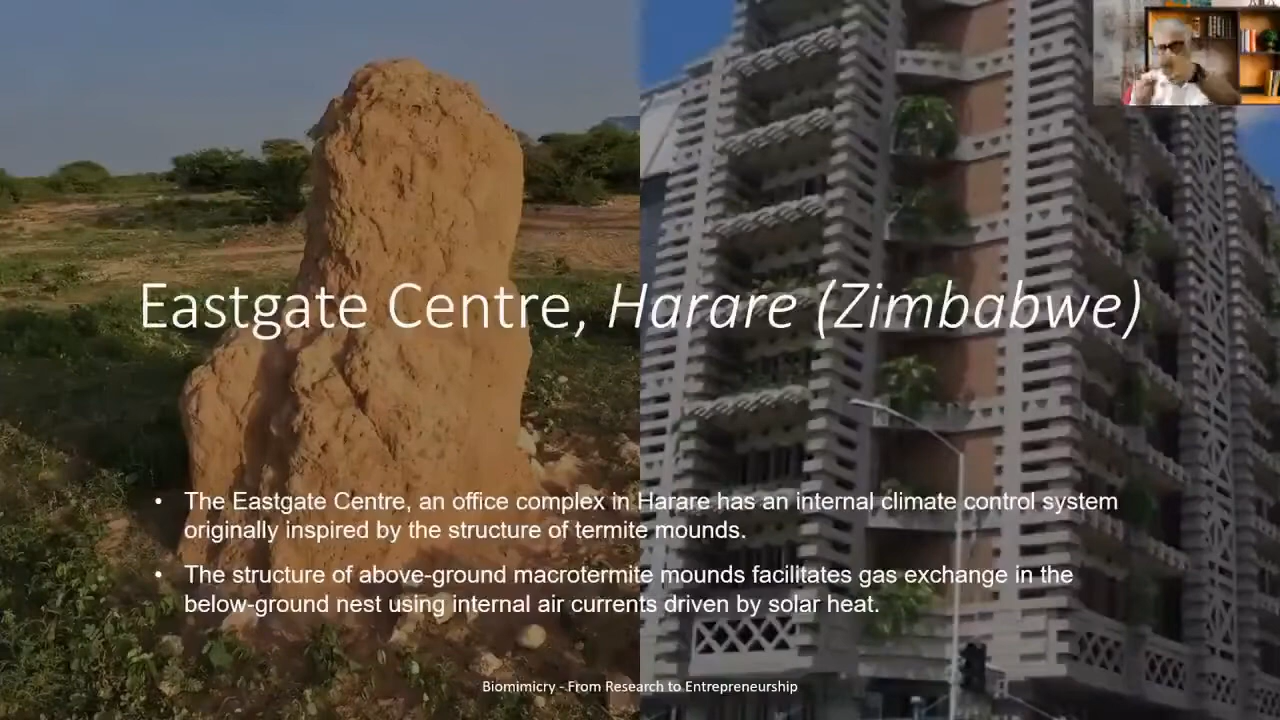 Eastgate Centre, Harare (Zimbabwe)
• The Eastgate Centre, an office complex in Harare has an internal climate control system
originally inspired by the structure of termite mounds.
• The structure of above-ground macrotermite mounds facilitates gas exchange in the
below-ground nest using internal air currents driven by solar heat.
Biomimicry - From Research to Entrepreneurship